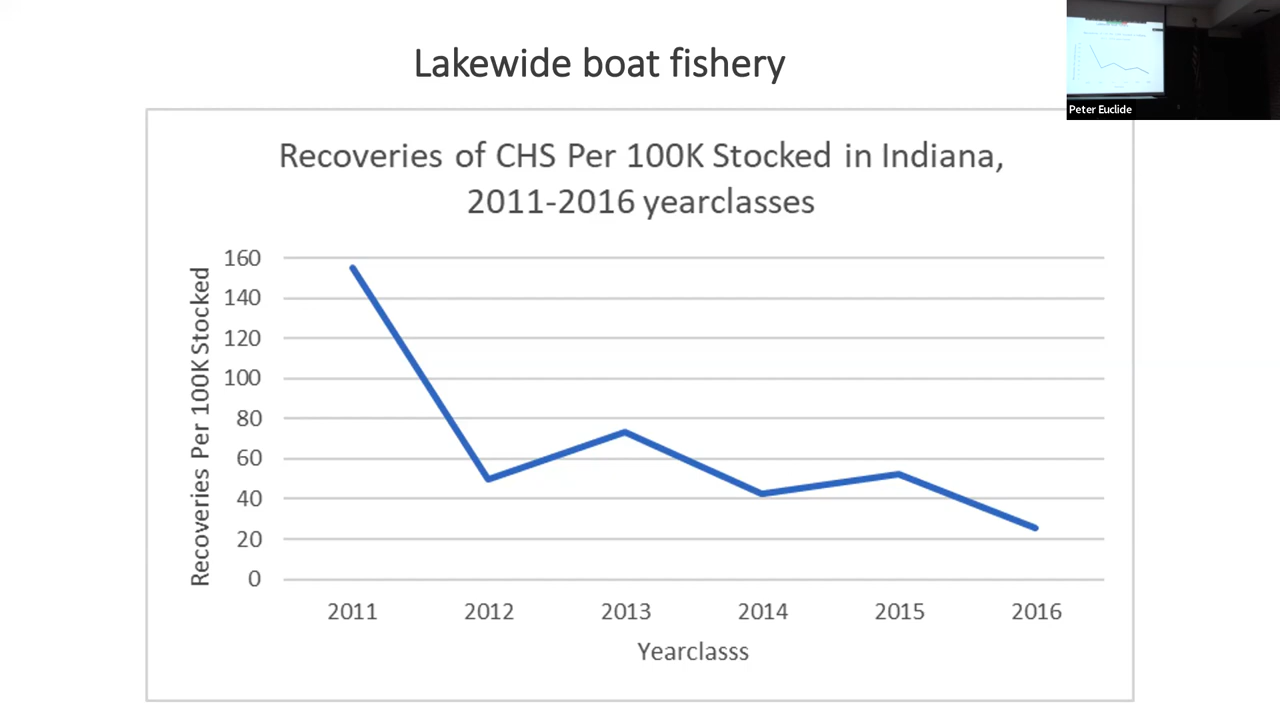 Lakewide boat fishery
Peter Euclide
Recoveries of CHS Per 100K Stocked in Indiana,
2011-2016 yearclasses
Recoveries Per 100K Stocked
160
140
120
100
80
60
40
20
0
2011 2012 2013 2014 2015 2016
Yearclasss